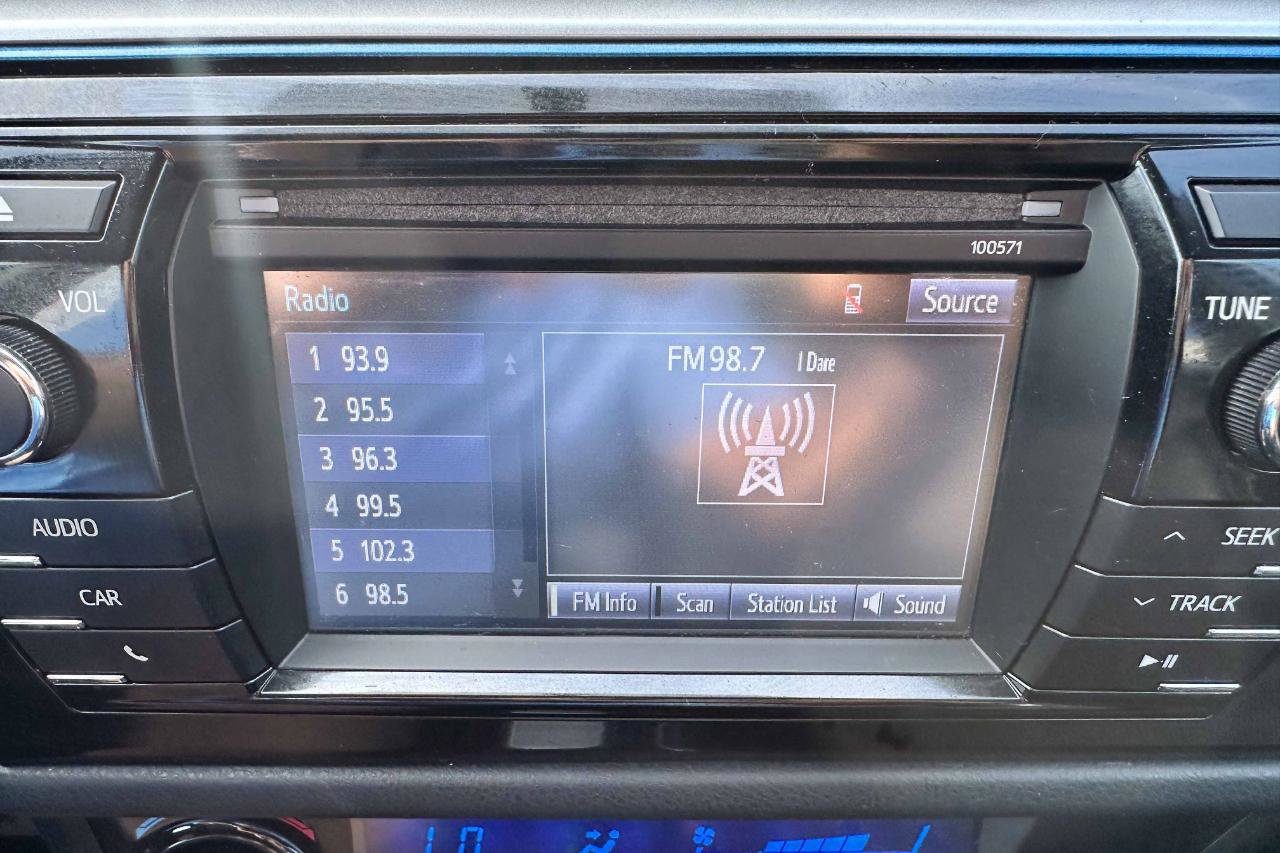 100571
VOL
TUNE
Radio
Source
1 93.9
FM 98.7 I Dare
2 95.5
3 96.3
4 99.5
5 102.3
6 98.5
FM Info Scan Station List Sound
AUDIO
CAR
SEEK
TRACK